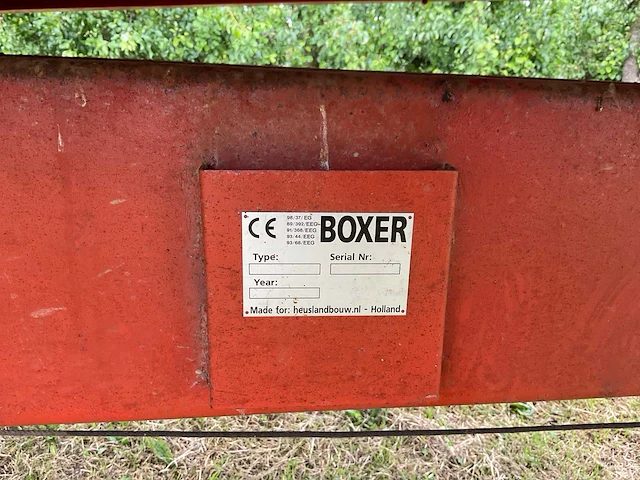 CE
98/37/EG
89/392/EEG
91/368/EEG
93/44/EEG
93/68/EEG
BOXER
Type:
Serial Nr:
Year:
Made for: heuslandbouw.nl - Holland